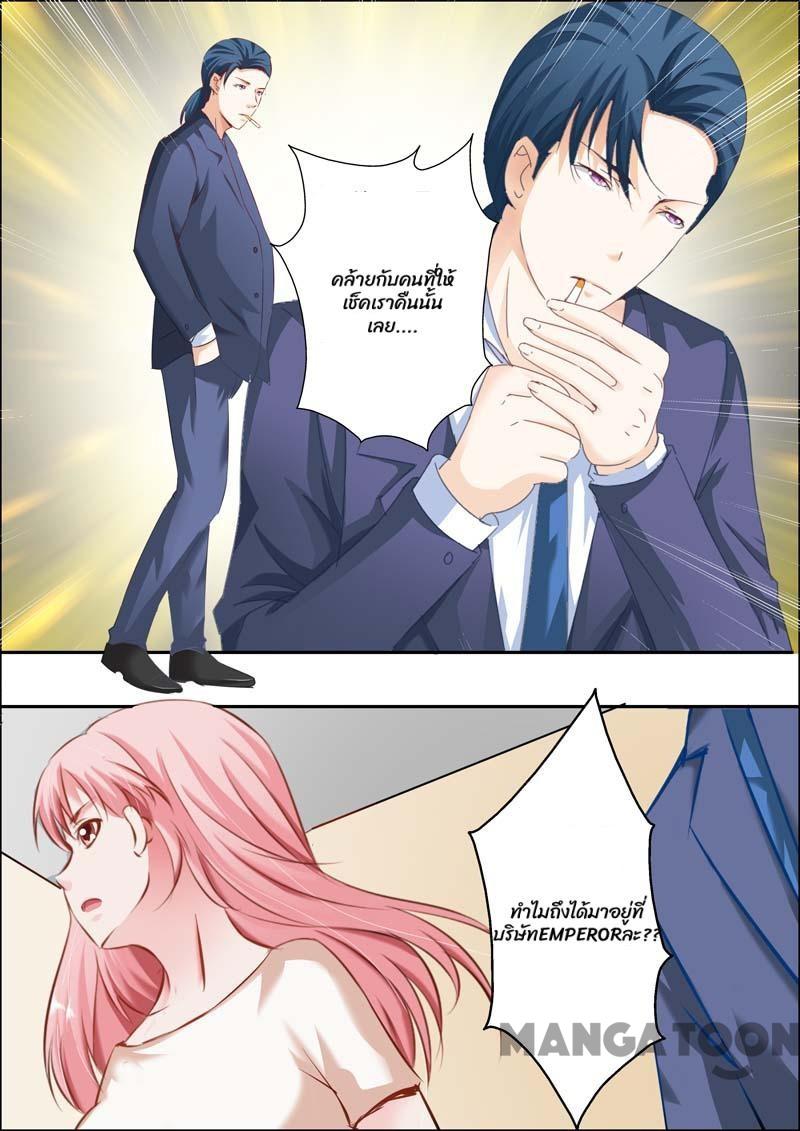 คล้ายกับคนที่ให้
เช็คเราคืนนั้น
เลย....
ทำไมถึงได้มาอยู่ที่
บริษัทEMPERORละ??
MANGATOON